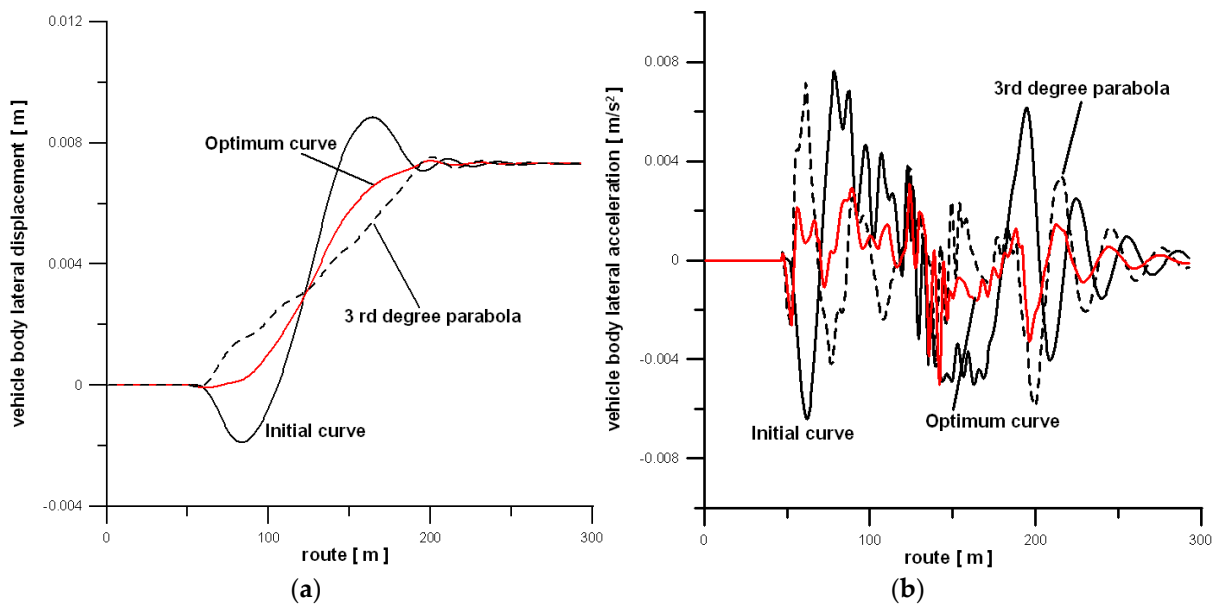 0.012
0.008
0.004
0
-0.004
vehicle body lateral displacement [ m ]
Optimum curve
3 rd degree parabola
Initial curve
0
100
200
300
route [ m ]
(a)
0.008
0.004
0
-0.004
-0.008
vehicle body lateral acceleration [ m/s²]
3rd degree parabola
Initial curve
Optimum curve
0
100
200
300
route [ m ]
(b)